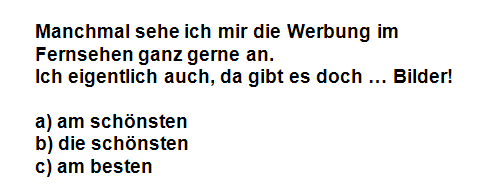 Manchmal sehe ich mir die Werbung im
Fernsehen ganz gerne an.
Ich eigentlich auch, da gibt es doch … Bilder!
a) am schönsten
b) die schönsten
c) am besten